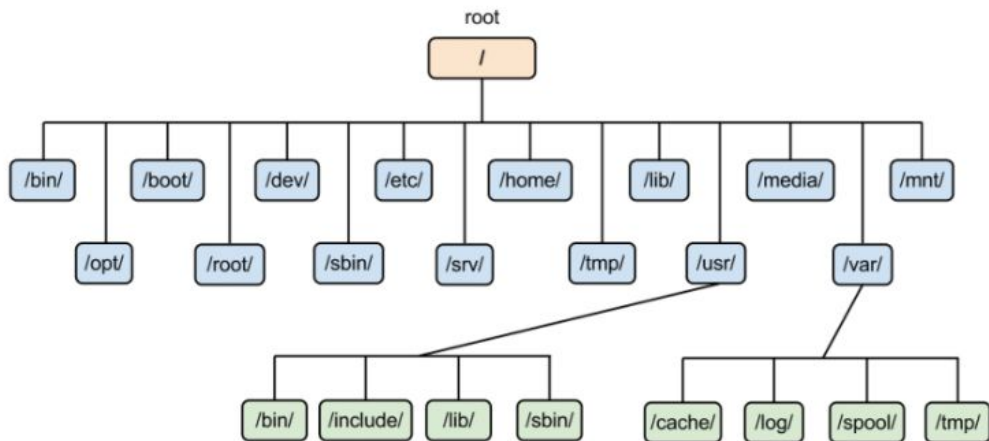 root
/
/bin/
/boot/
/dev/
/etc/
/home/
/lib/
/media/
/mnt/
/opt/
/root/
/sbin/
/srv/
/tmp/
/usr/
/var/
/bin/
/include/
/lib/
/sbin/
/cache/
/log/
/spool/
/tmp/